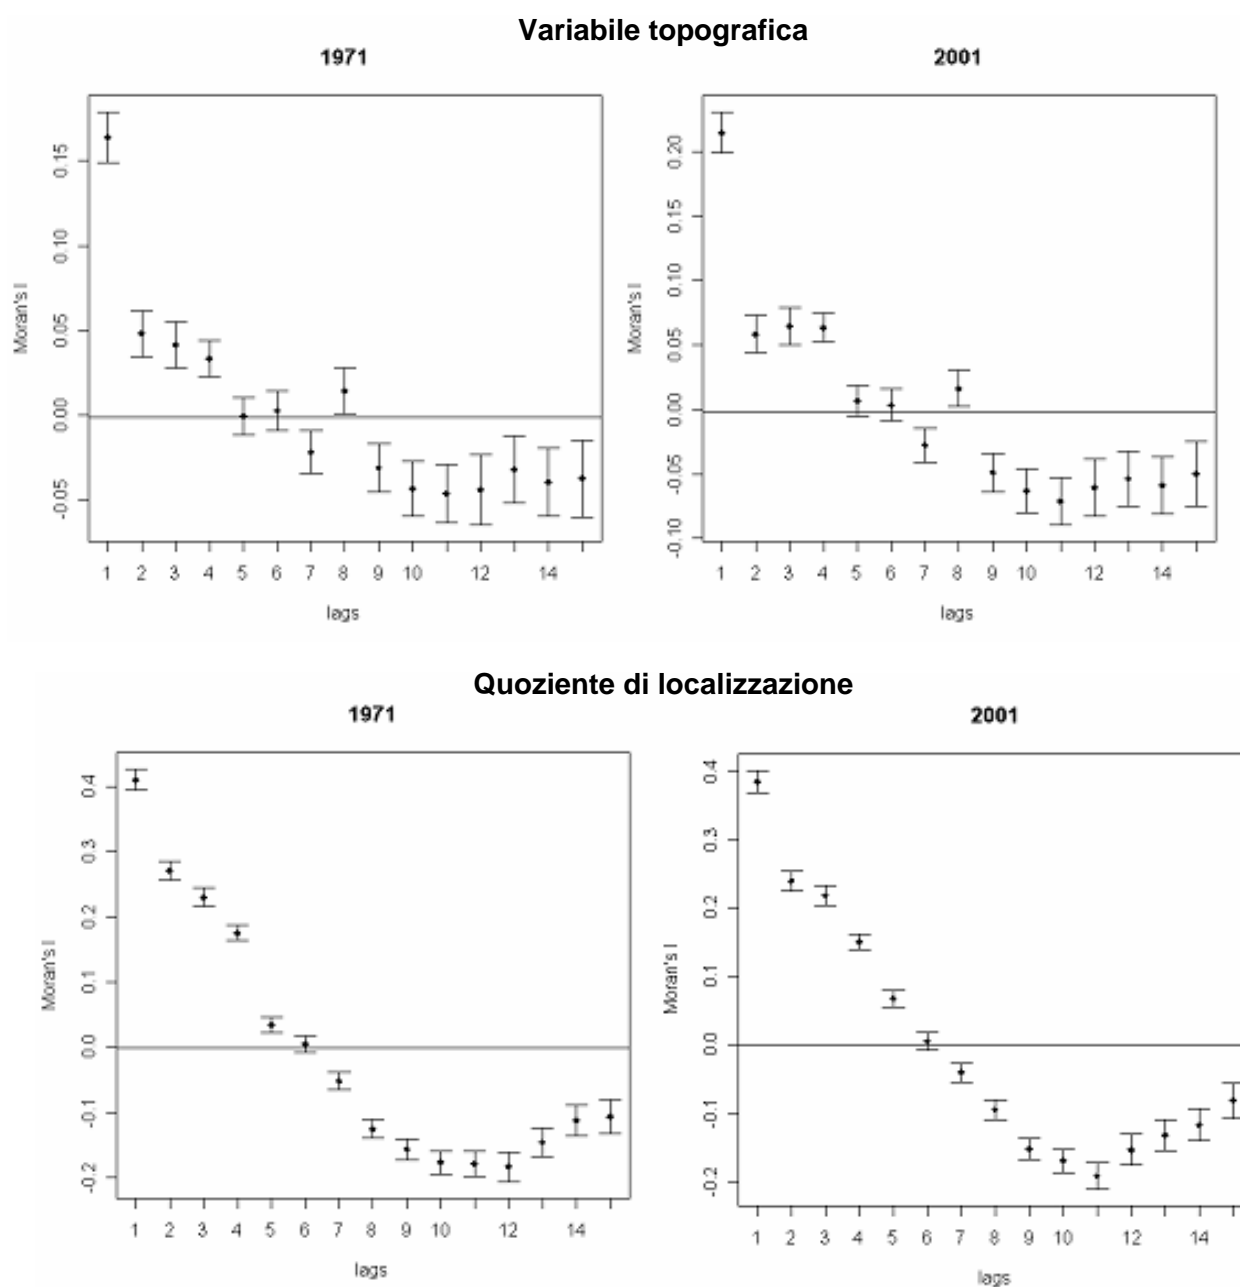 Variabile topografica
1971
2001
Moran's I
0.15
0.10
0.05
0.00
-0.05
1 2 3 4 5 6 7 8 9 10 12 14
lags
Moran's I
0.20
0.15
0.10
0.05
0.00
-0.05
-0.10
1 2 3 4 5 6 7 8 9 10 12 14
lags
Quoziente di localizzazione
1971
2001
Moran's I
0.4
0.3
0.2
0.1
0.0
-0.1
-0.2
1 2 3 4 5 6 7 8 9 10 12 14
lags
Moran's I
0.4
0.3
0.2
0.1
0.0
-0.1
-0.2
1 2 3 4 5 6 7 8 9 10 12 14
lags